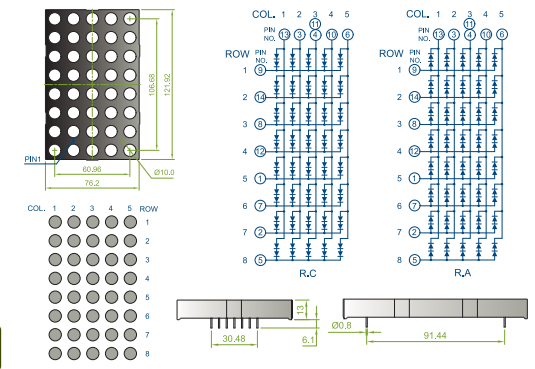 106.68
121.92
PIN1
60.96
Ø10.0
76.2
COL. 1 2 3 4 5 ROW
1
2
3
4
5
6
7
8
COL. 1 2 3 4 5
11
PIN NO. 13 3 4 10 6
ROW PIN NO.
1 9
2 14
3 8
4 12
5 1
6 7
7 2
8 5
R.C
COL. 1 2 3 4 5
11
PIN NO. 13 3 4 10 6
ROW PIN NO.
1 9
2 14
3 8
4 12
5 1
6 7
7 2
8 5
R.A
13
30.48
6.1
Ø0,8
91.44